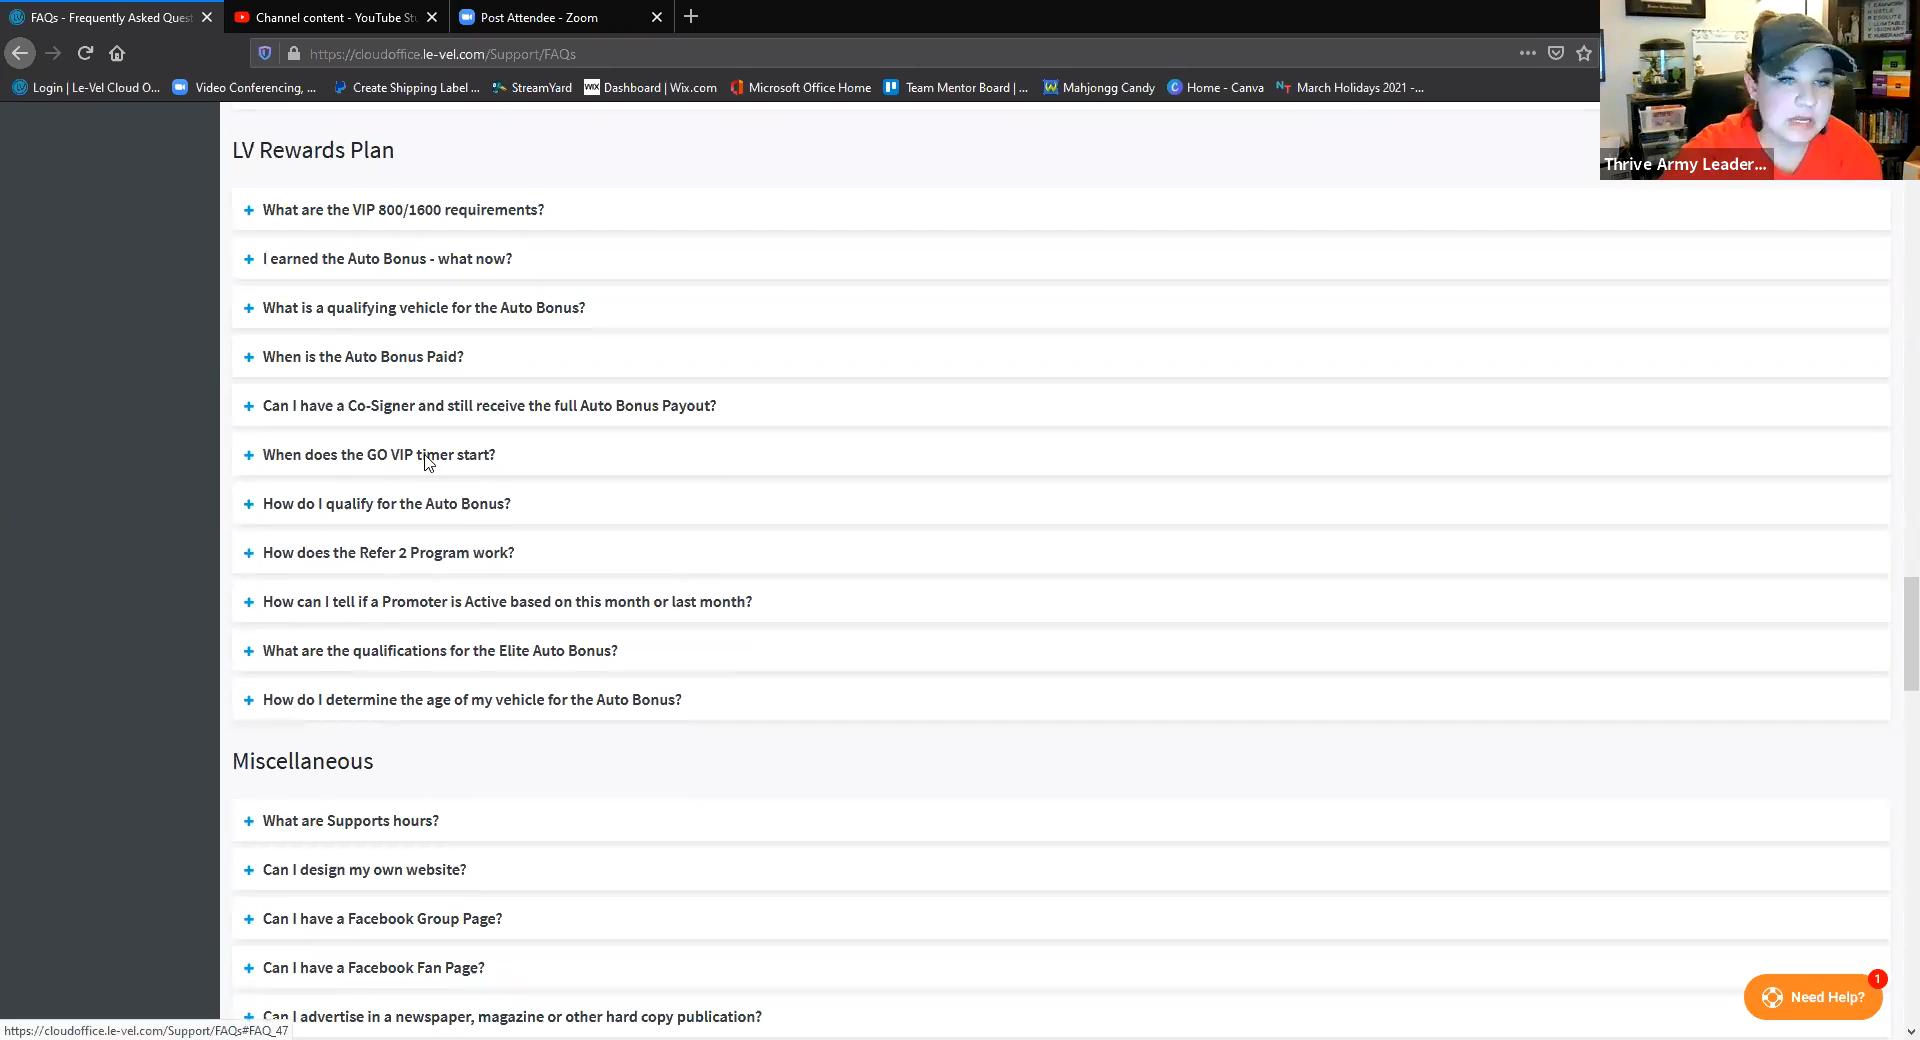 FAQs - Frequently Asked Quest
Channel content - YouTube St
Post Attendee - Zoom
https://cloudoffice.le-vel.com/Support/FAQs
Login | Le-Vel Cloud O...
Video Conferencing, ...
Create Shipping Label ...
StreamYard
WIX Dashboard | Wix.com
Microsoft Office Home
Team Mentor Board | ...
Mahjongg Candy
Home - Canva
March Holidays 2021 -...
Thrive Army Leader...
LV Rewards Plan
What are the VIP 800/1600 requirements?
I earned the Auto Bonus - what now?
What is a qualifying vehicle for the Auto Bonus?
When is the Auto Bonus Paid?
Can I have a Co-Signer and still receive the full Auto Bonus Payout?
When does the GO VIP timer start?
How do I qualify for the Auto Bonus?
How does the Refer 2 Program work?
How can I tell if a Promoter is Active based on this month or last month?
What are the qualifications for the Elite Auto Bonus?
How do I determine the age of my vehicle for the Auto Bonus?
Miscellaneous
What are Supports hours?
Can I design my own website?
Can I have a Facebook Group Page?
Can I have a Facebook Fan Page?
Can I advertise in a newspaper, magazine or other hard copy publication?
Need Help?
1
https://cloudoffice.le-vel.com/Support/FAQs#FAQ_47